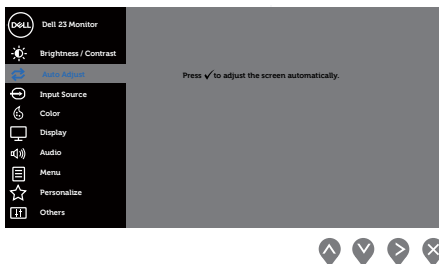 DELL
Dell 23 Monitor
Brightness / Contrast
Auto Adjust
Press ✓ to adjust the screen automatically.
Input Source
Color
Display
Audio
Menu
Personalize
Others